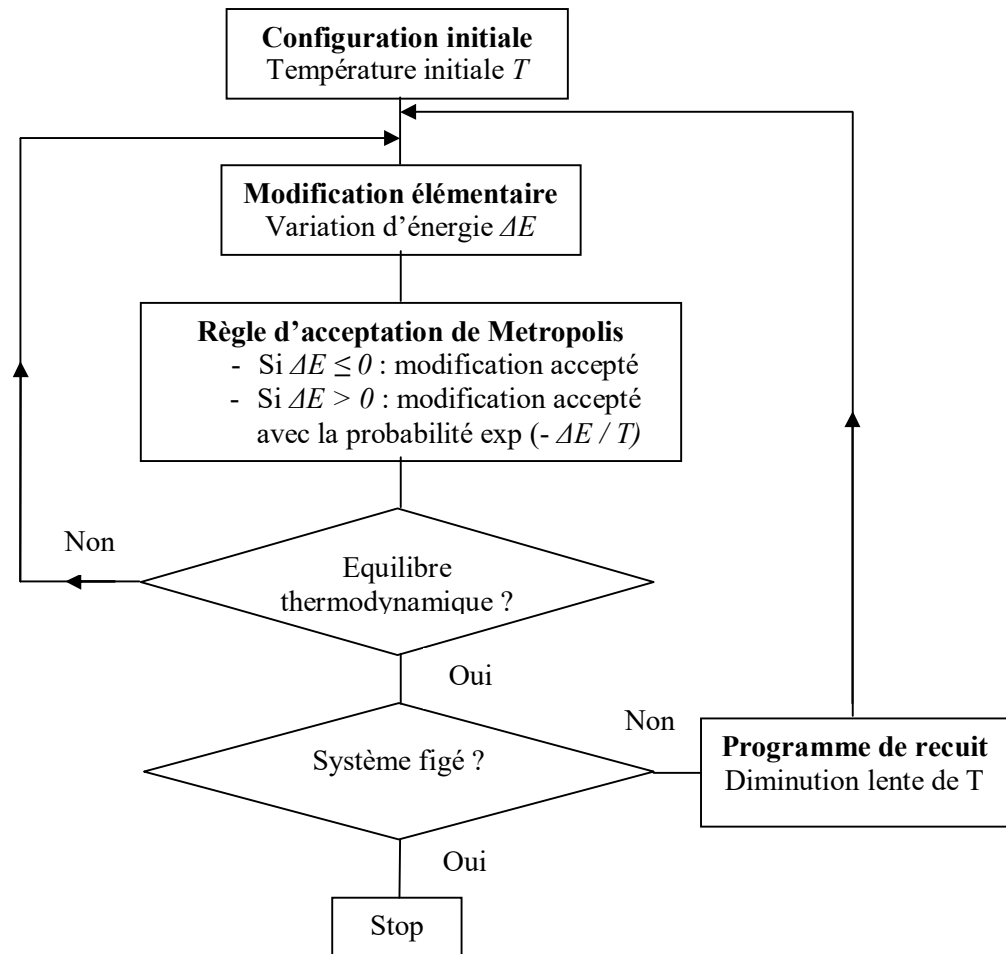 Configuration initiale
Température initiale T
Modification élémentaire
Variation d’énergie ΔE
Règle d’acceptation de Metropolis
- Si ΔE ≤ 0 : modification accepté
- Si ΔE > 0 : modification accepté
avec la probabilité exp (- ΔE / T)
Non
Equilibre
thermodynamique ?
Oui
Non
Système figé ?
Programme de recuit
Diminution lente de T
Oui
Stop